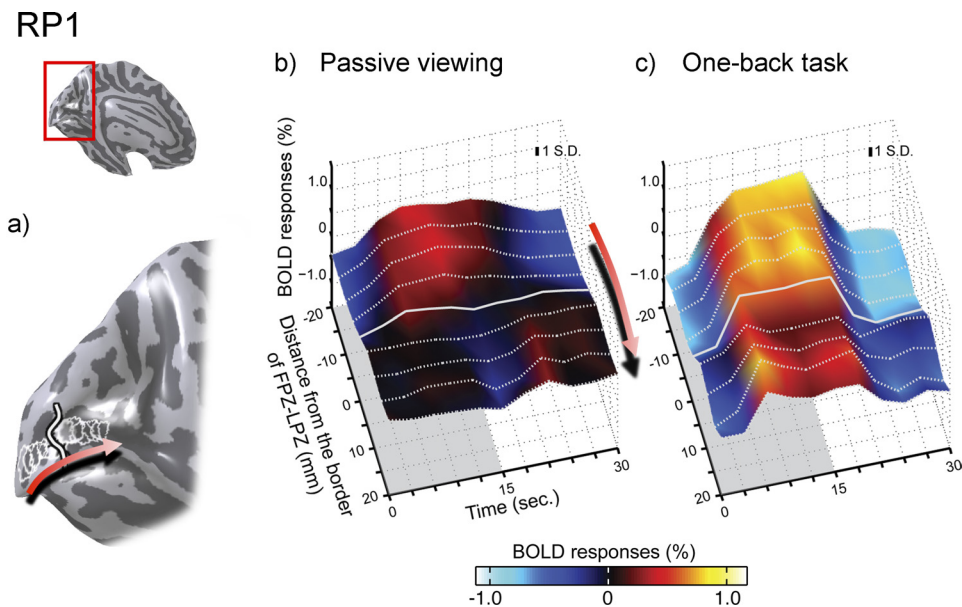 RP1
a)
b) Passive viewing
BOLD responses (%)
1.0
0
−1.0
1 S.D.
Distance from the border
of FPZ-LPZ (mm)
-20
-10
0
10
20
0
15
30
Time (sec.)
c) One-back task
1 S.D.
1.0
0
−1.0
-20
-10
0
10
20
0
15
30
BOLD responses (%)
-1.0
0
1.0